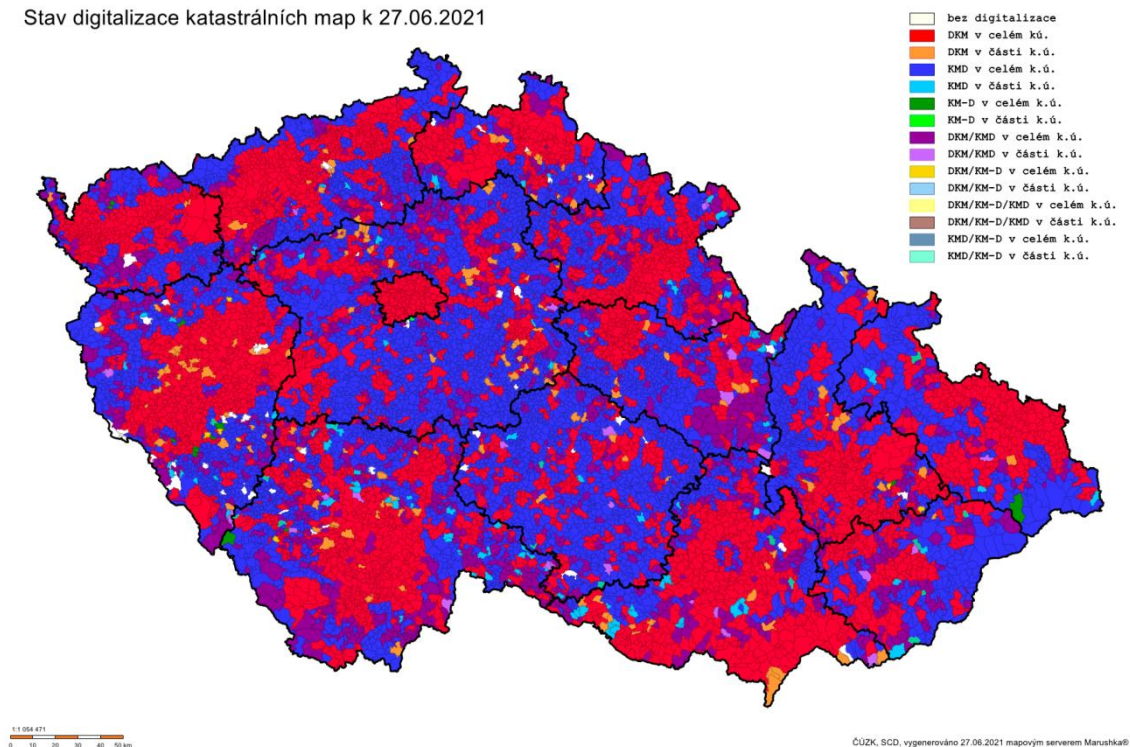 Stav digitalizace katastrálních map k 27.06.2021
bez digitalizace
DKM v celém kú.
DKM v části k.ú.
KMD v celém k.ú.
KMD v části k.ú.
KM-D v celém k.ú.
KM-D v části k.ú.
DKM/KMD v celém k.ú.
DKM/KMD v části k.ú.
DKM/KM-D v celém k.ú.
DKM/KM-D v části k.ú.
DKM/KM-D/KMD v celém k.ú.
DKM/KM-D/KMD v části k.ú.
KMD/KM-D v celém k.ú.
KMD/KM-D v části k.ú.
1:1 054 471
0 10 20 30 40 50 km
ČÚZK, SCD, vygenerováno 27.06.2021 mapovým serverem Marushka®